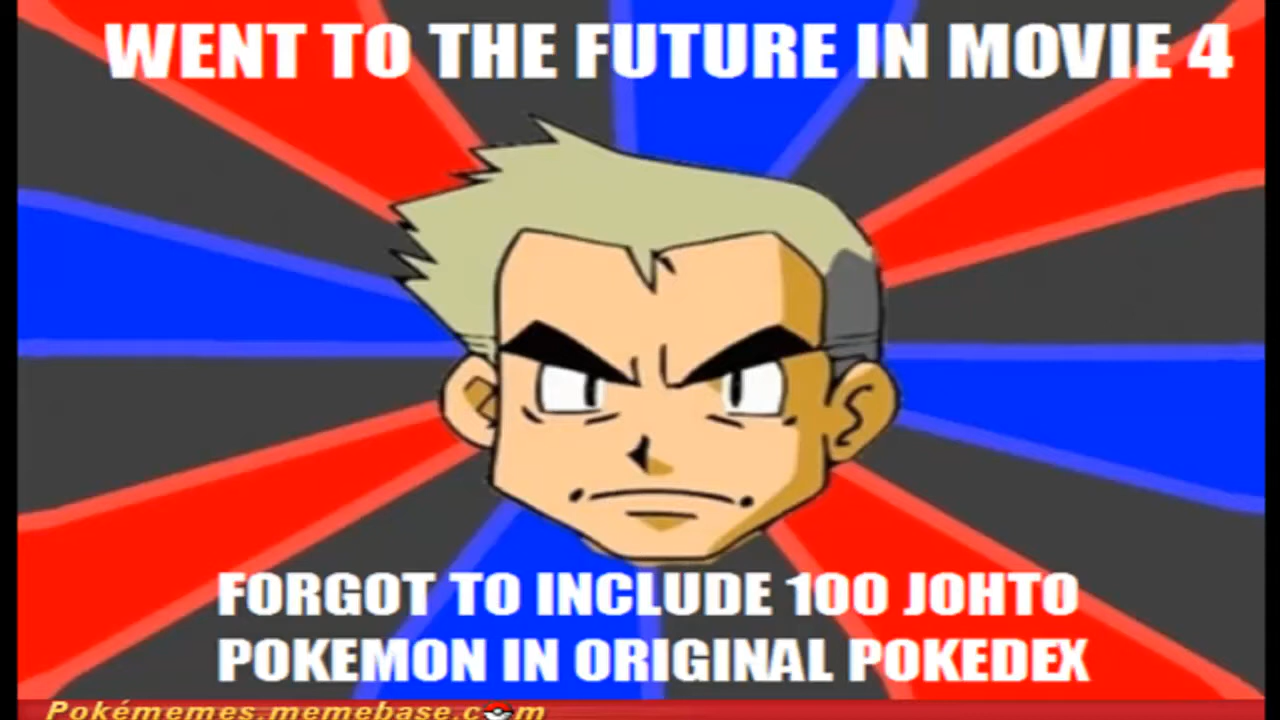 WENT TO THE FUTURE IN MOVIE 4
FORGOT TO INCLUDE 100 JOHTO
POKEMON IN ORIGINAL POKEDEX
Pokémemes.memebase.com